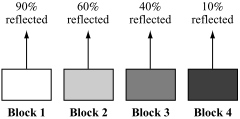 90% reflected
60% reflected
40% reflected
10% reflected
Block 1
Block 2
Block 3
Block 4